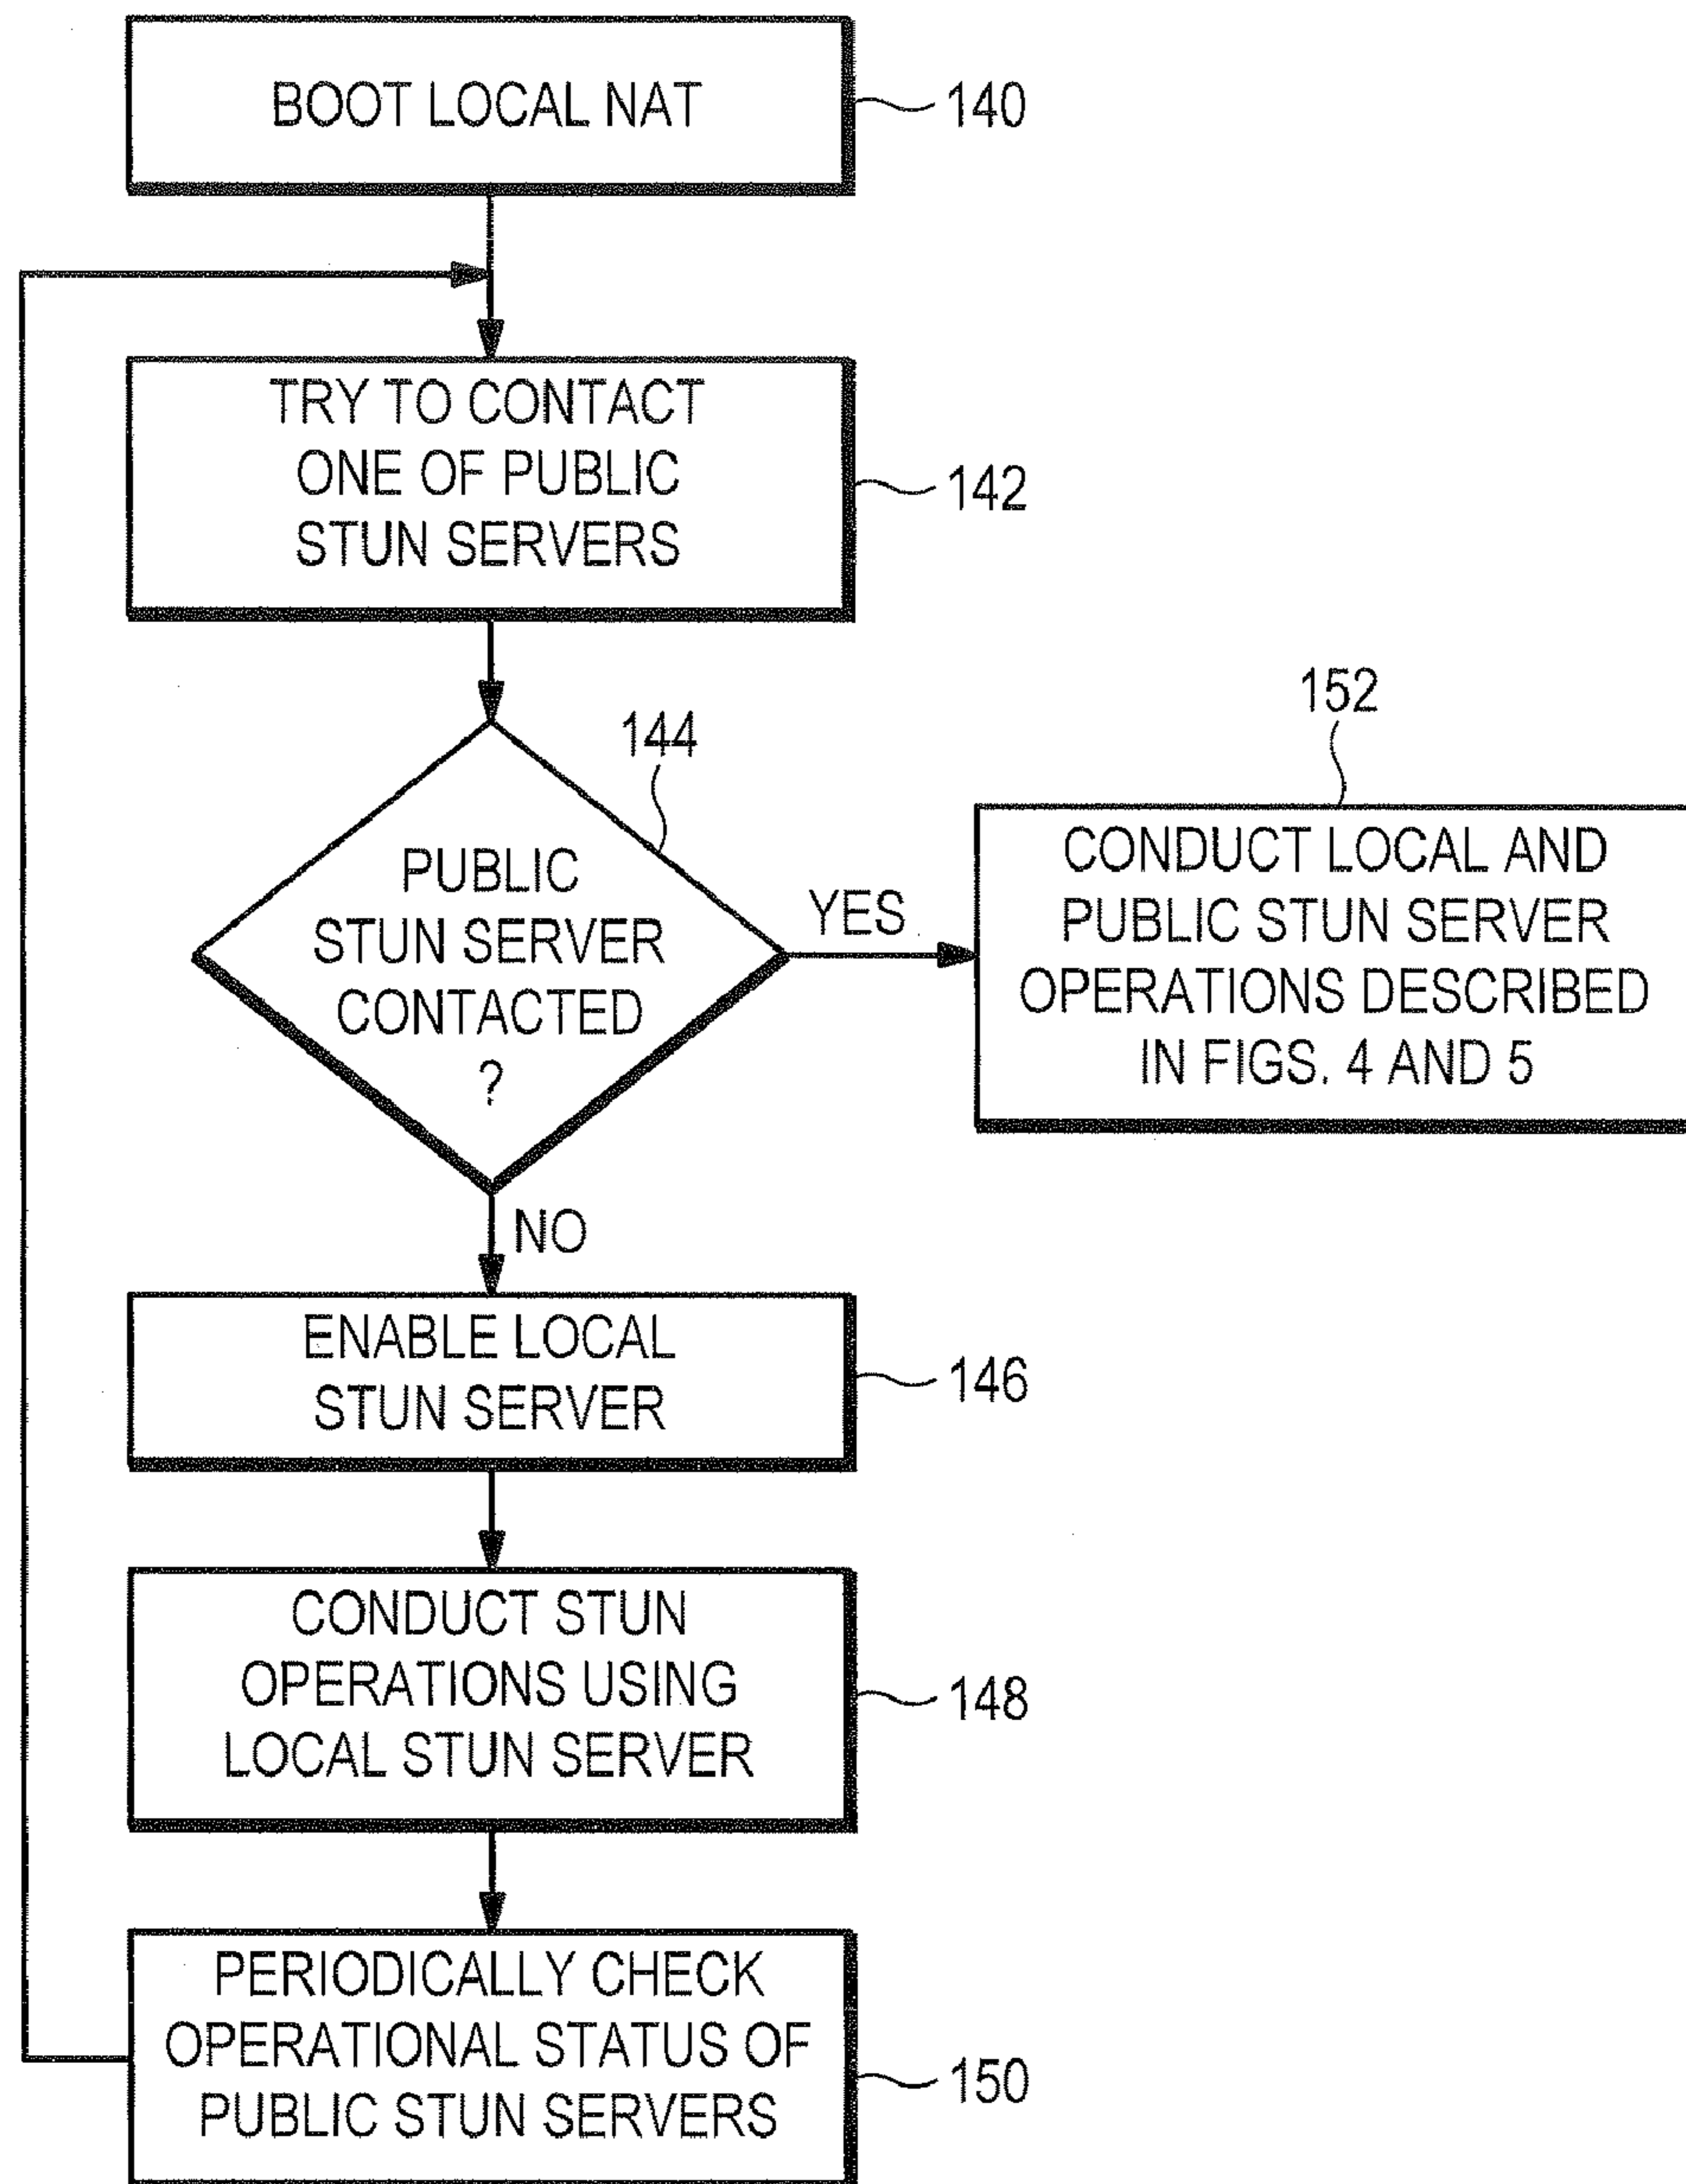 BOOT LOCAL NAT
140
TRY TO CONTACT
ONE OF PUBLIC
STUN SERVERS
142
144
PUBLIC
STUN SERVER
CONTACTED
?
YES
152
CONDUCT LOCAL AND
PUBLIC STUN SERVER
OPERATIONS DESCRIBED
IN FIGS. 4 AND 5
NO
ENABLE LOCAL
STUN SERVER
146
CONDUCT STUN
OPERATIONS USING
LOCAL STUN SERVER
148
PERIODICALLY CHECK
OPERATIONAL STATUS OF
PUBLIC STUN SERVERS
150